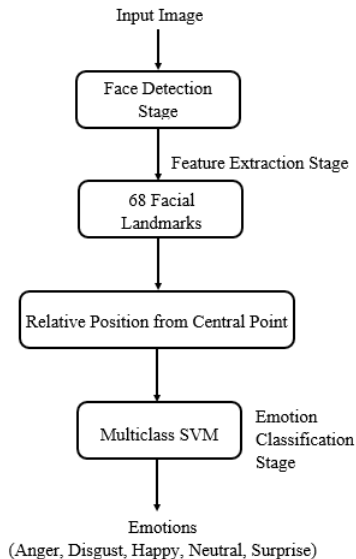 Input Image
Face Detection
Stage
Feature Extraction Stage
68 Facial
Landmarks
Relative Position from Central Point
Multiclass SVM
Emotion
Classification
Stage
Emotions
(Anger, Disgust, Happy, Neutral, Surprise)